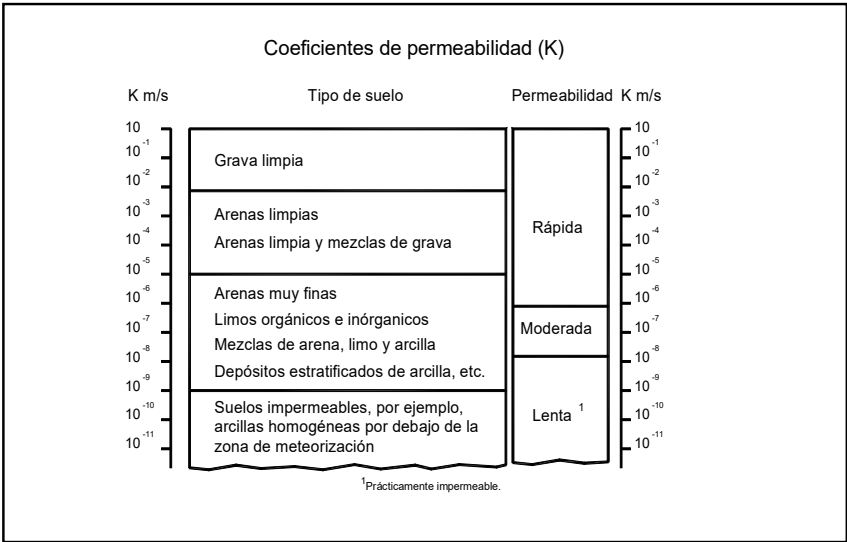 Coeficientes de permeabilidad (K)
K m/s Tipo de suelo Permeabilidad K m/s
10
10⁻¹
10⁻²
10⁻³
10⁻⁴
10⁻⁵
10⁻⁶
10⁻⁷
10⁻⁸
10⁻⁹
10⁻¹⁰
10⁻¹¹
Grava limpia
Arenas limpias
Arenas limpia y mezclas de grava
Arenas muy finas
Limos orgánicos e inórganicos
Mezclas de arena, limo y arcilla
Depósitos estratificados de arcilla, etc.
Suelos impermeables, por ejemplo,
arcillas homogéneas por debajo de la
zona de meteorización
Rápida
Moderada
Lenta ¹
10
10⁻¹
10⁻²
10⁻³
10⁻⁴
10⁻⁵
10⁻⁶
10⁻⁷
10⁻⁸
10⁻⁹
10⁻¹⁰
10⁻¹¹
¹Prácticamente impermeable.